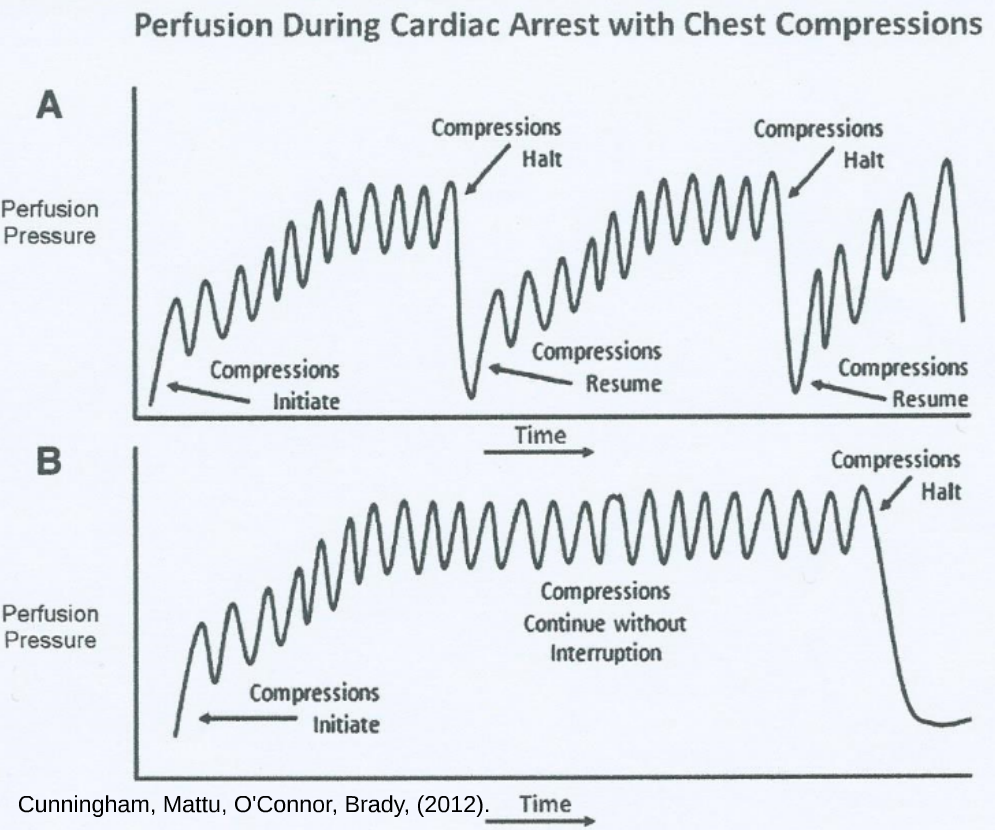 Perfusion During Cardiac Arrest with Chest Compressions
A
Compressions
Halt
Compressions
Halt
Perfusion
Pressure
Compressions
Initiate
Compressions
Resume
Compressions
Resume
Time
B
Compressions
Halt
Perfusion
Pressure
Compressions
Continue without
Interruption
Compressions
Initiate
Cunningham, Mattu, O'Connor, Brady, (2012).
Time